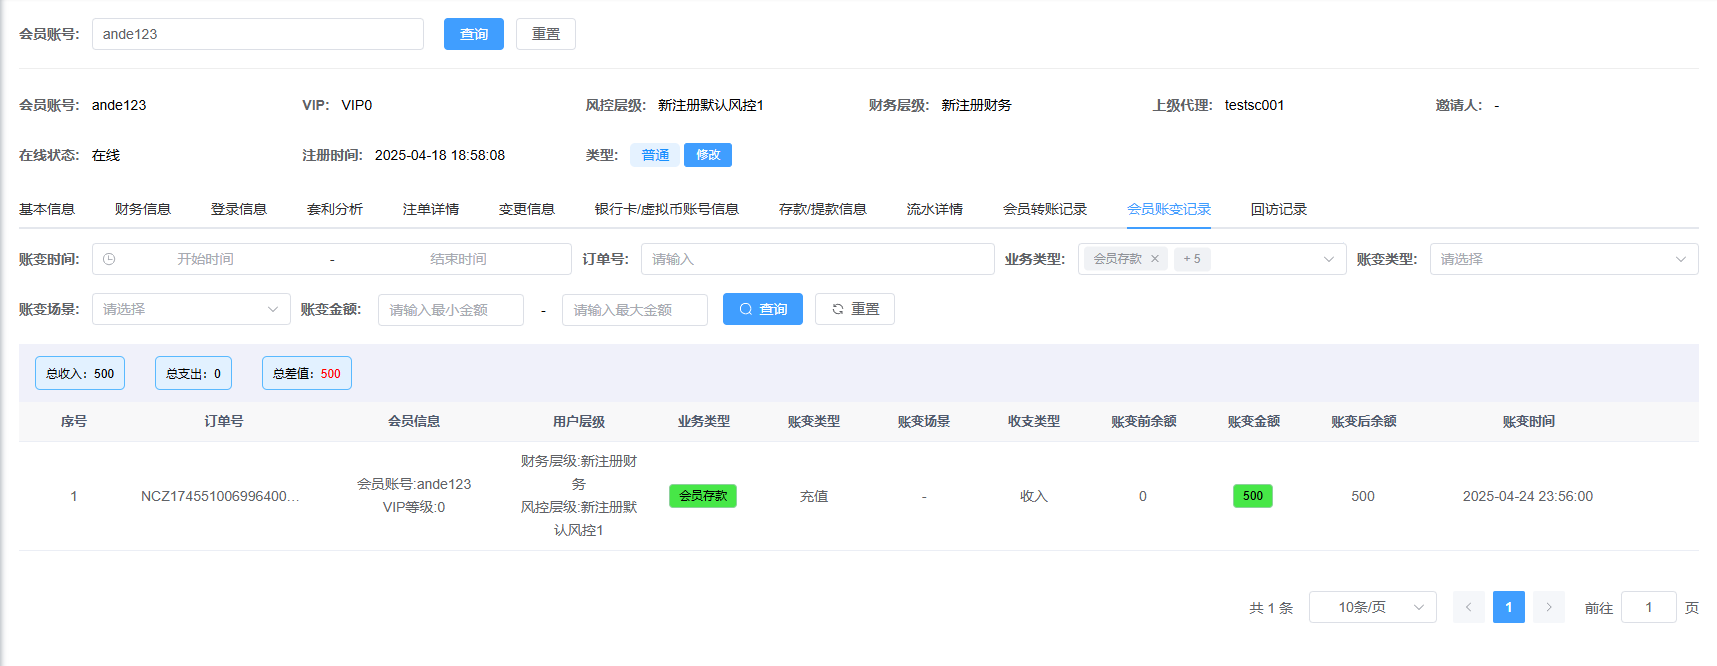 会员账号: ande123 查询 重置
会员账号: ande123 VIP: VIP0 风控层级: 新注册默认风控1 财务层级: 新注册财务 上级代理: testsc001 邀请人: -
在线状态: 在线 注册时间: 2025-04-18 18:58:08 类型: 普通 修改
基本信息 财务信息 登录信息 套利分析 注单详情 变更信息 银行卡/虚拟币账号信息 存款/提款信息 流水详情 会员转账记录 会员账变记录 回访记录
账变时间: 开始时间 - 结束时间 订单号: 请输入 业务类型: 会员存款 × + 5 账变类型: 请选择
账变场景: 请选择 账变金额: 请输入最小金额 - 请输入最大金额 查询 重置
总收入：500 总支出：0 总差值：500
序号 订单号 会员信息 用户层级 业务类型 账变类型 账变场景 收支类型 账变前余额 账变金额 账变后余额 账变时间
1 NCZ174551006996400... 会员账号:ande123
VIP等级:0
财务层级:新注册财
务
风控层级:新注册默
认风控1
会员存款 充值 - 收入 0 500 500 2025-04-24 23:56:00
共 1 条 10条/页 < 1 > 前往 1 页